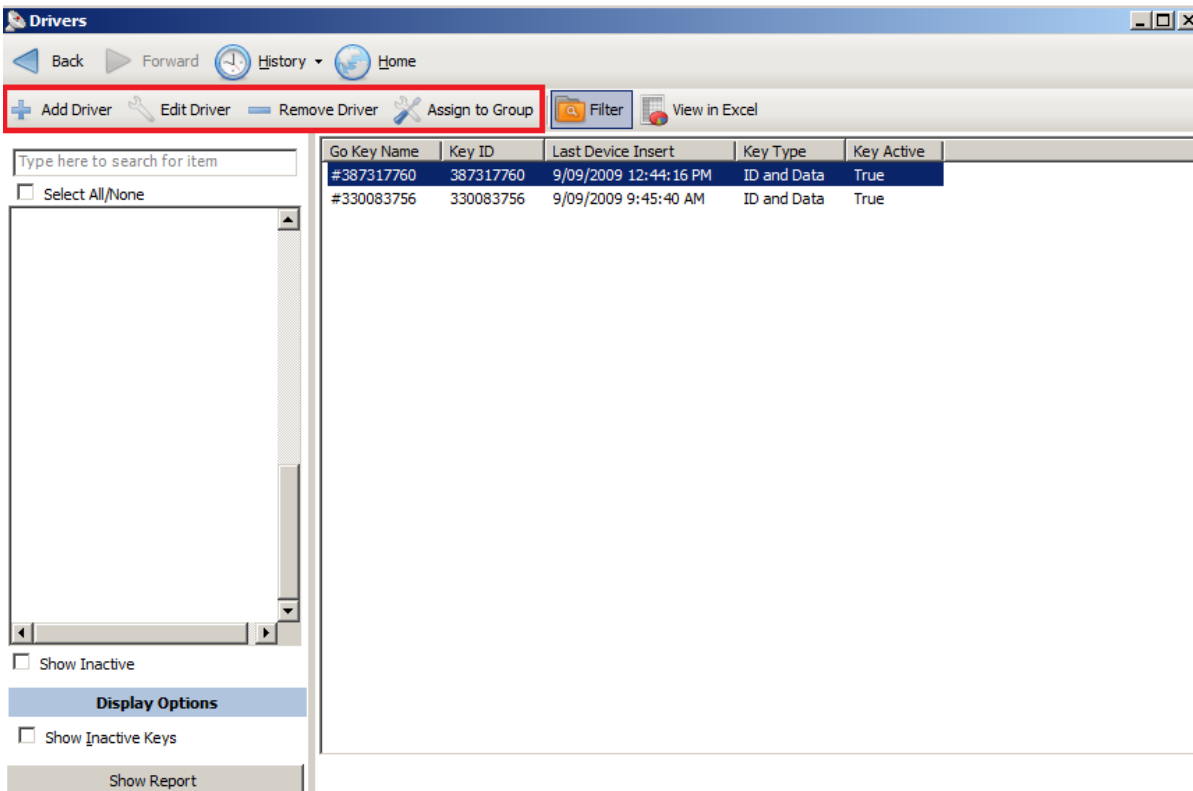 Drivers
Back Forward History Home
Add Driver Edit Driver Remove Driver Assign to Group Filter View in Excel
Type here to search for item
Select All/None
Go Key Name Key ID Last Device Insert Key Type Key Active
#387317760 387317760 9/09/2009 12:44:16 PM ID and Data True
#330083756 330083756 9/09/2009 9:45:40 AM ID and Data True
Show Inactive
Display Options
Show Inactive Keys
Show Report